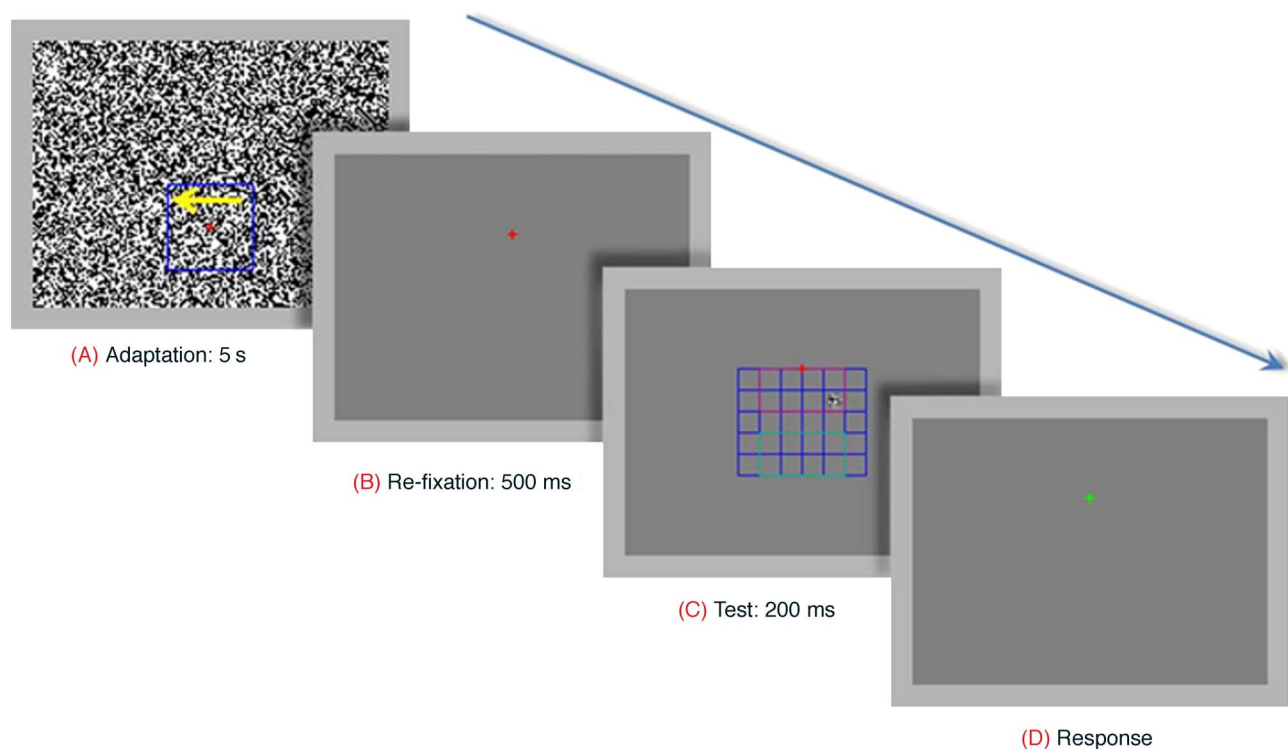 (A) Adaptation: 5 s
(B) Re-fixation: 500 ms
(C) Test: 200 ms
(D) Response